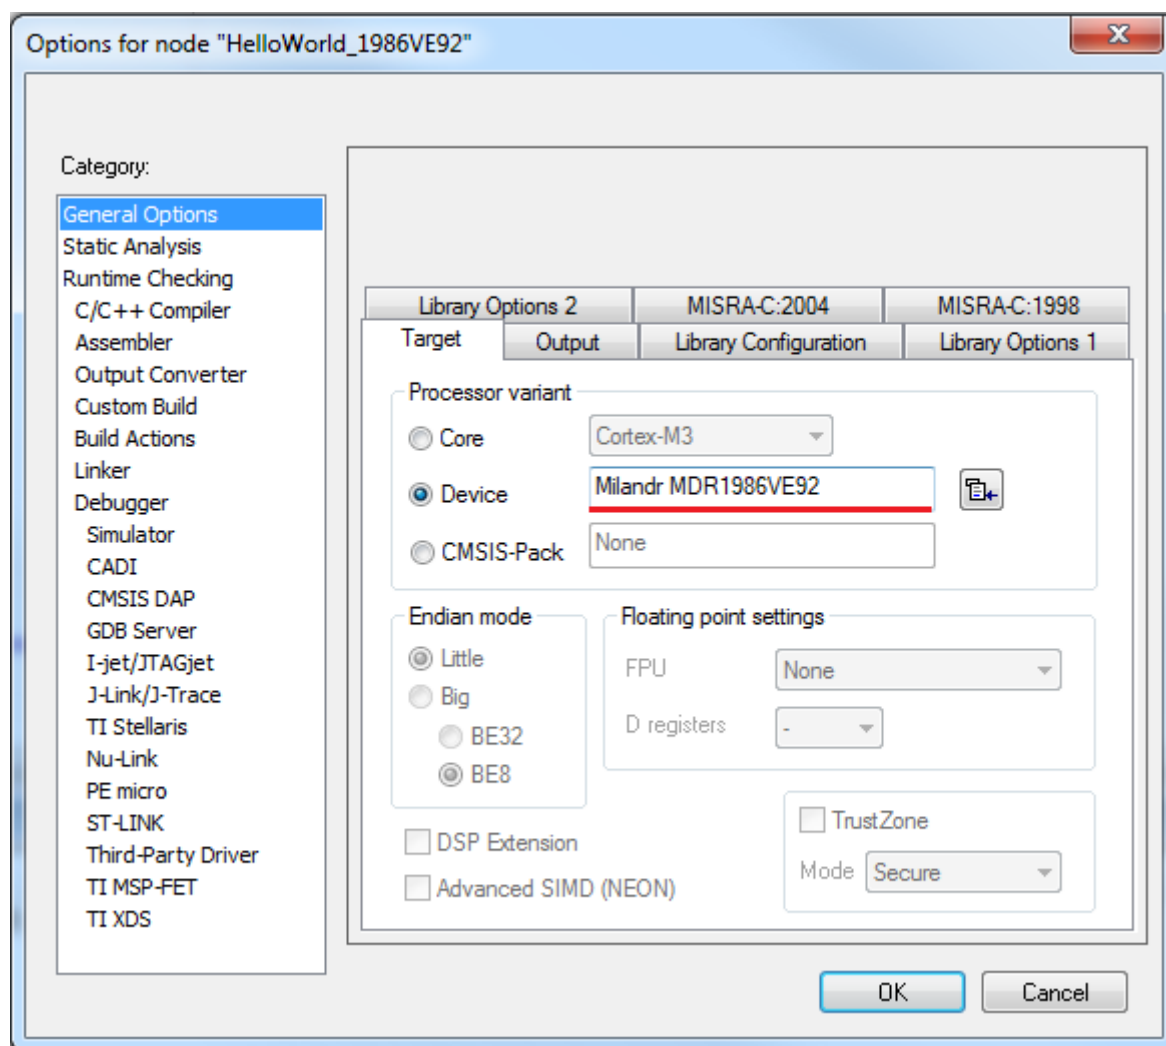 Options for node "HelloWorld_1986VE92"
Category:
General Options
Static Analysis
Runtime Checking
C/C++ Compiler
Assembler
Output Converter
Custom Build
Build Actions
Linker
Debugger
Simulator
CADI
CMSIS DAP
GDB Server
I-jet/JTAGjet
J-Link/J-Trace
TI Stellaris
Nu-Link
PE micro
ST-LINK
Third-Party Driver
TI MSP-FET
TI XDS
Library Options 2 MISRA-C:2004 MISRA-C:1998
Target Output Library Configuration Library Options 1
Processor variant
Core Cortex-M3
Device Milandr MDR1986VE92
CMSIS-Pack None
Endian mode
Little
Big
BE32
BE8
Floating point settings
FPU None
D registers -
DSP Extension
Advanced SIMD (NEON)
TrustZone
Mode Secure
OK Cancel